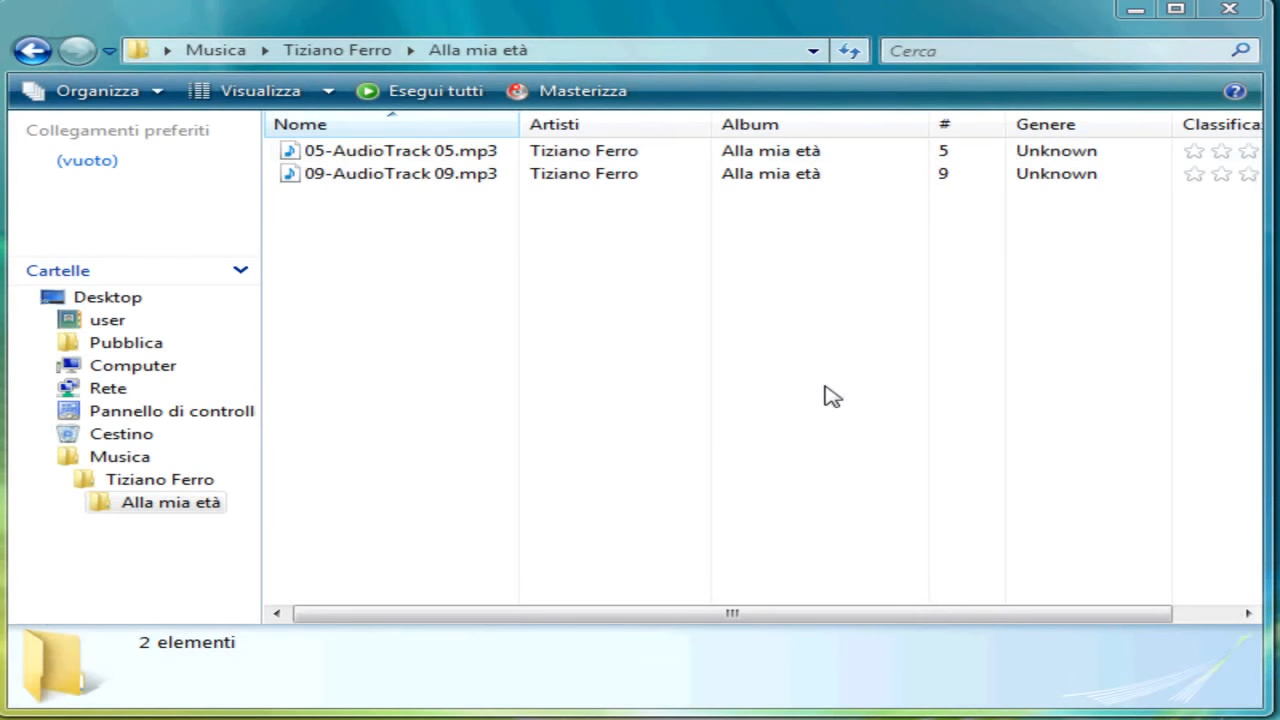 Musica Tiziano Ferro Alla mia età Cerca
Organizza Visualizza Esegui tutti Masterizza
Collegamenti preferiti
(vuoto)
Nome Artisti Album # Genere Classifica
05-AudioTrack 05.mp3 Tiziano Ferro Alla mia età 5 Unknown
09-AudioTrack 09.mp3 Tiziano Ferro Alla mia età 9 Unknown
Cartelle
Desktop
user
Pubblica
Computer
Rete
Pannello di controll
Cestino
Musica
Tiziano Ferro
Alla mia età
2 elementi